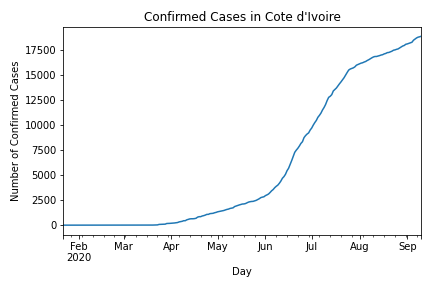 Confirmed Cases in Cote d'Ivoire
Number of Confirmed Cases
17500
15000
12500
10000
7500
5000
2500
0
Feb Mar Apr May Jun Jul Aug Sep
2020
Day